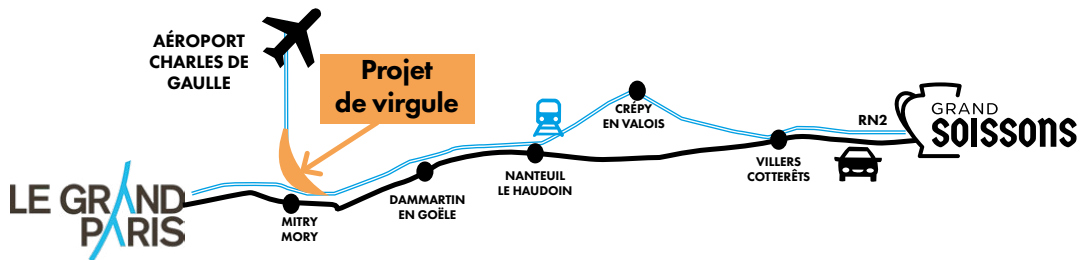 AÉROPORT
CHARLES DE
GAULLE
Projet
de virgule
CRÉPY
EN VALOIS
RN2
GRAND
SOISSONS
VILLERS
COTTERÊTS
NANTEUIL
LE HAUDOIN
DAMMARTIN
EN GOËLE
LE GRAND
PARIS
MITRY
MORY